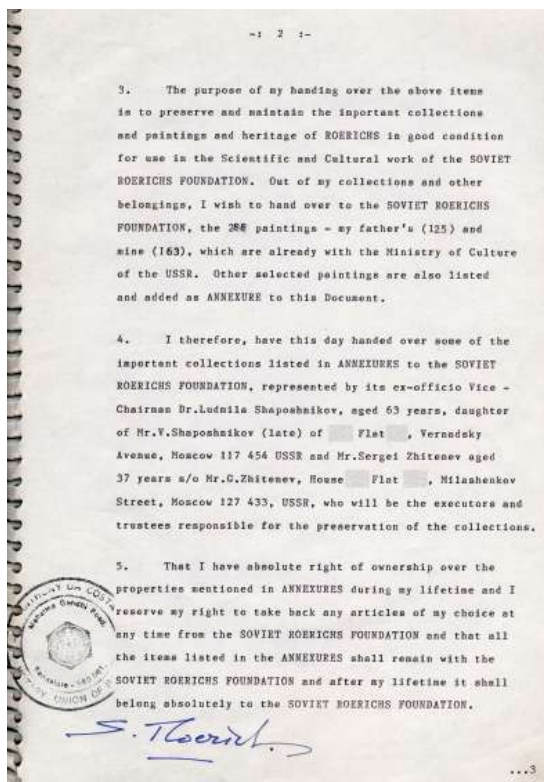 -: 2 :-
3. The purpose of my handing over the above items
is to preserve and maintain the important collections
and paintings and heritage of ROERICHS in good condition
for use in the Scientific and Cultural work of the SOVIET
ROERICHS FOUNDATION. Out of my collections and other
belongings, I wish to hand over to the SOVIET ROERICHS
FOUNDATION, the 288 paintings - my father's (125) and
mine (163), which are already with the Ministry of Culture
of the USSR. Other selected paintings are also listed
and added as ANNEXURE to this Document.
4. I therefore, have this day handed over some of the
important collections listed in ANNEXURES to the SOVIET
ROERICHS FOUNDATION, represented by its ex-officio Vice -
Chairman Dr.Ludmila Shaposhnikov, aged 63 years, daughter
of Mr.V.Shaposhnikov (late) of Flat , Vernadsky
Avenue, Moscow 117 454 USSR and Mr.Sergei Zhitenev aged
37 years s/o Mr.G.Zhitenev, House Flat , Milashenkov
Street, Moscow 127 433, USSR, who will be the executors and
trustees responsible for the preservation of the collections.
5. That I have absolute right of ownership over the
properties mentioned in ANNEXURES during my lifetime and I
reserve my right to take back any articles of my choice at
any time from the SOVIET ROERICHS FOUNDATION and that all
the items listed in the ANNEXURES shall remain with the
SOVIET ROERICHS FOUNDATION and after my lifetime it shall
belong absolutely to the SOVIET ROERICHS FOUNDATION.
Mahatma Gandhi Road
Bangalore
UNION OF
S. Roerich.
...3